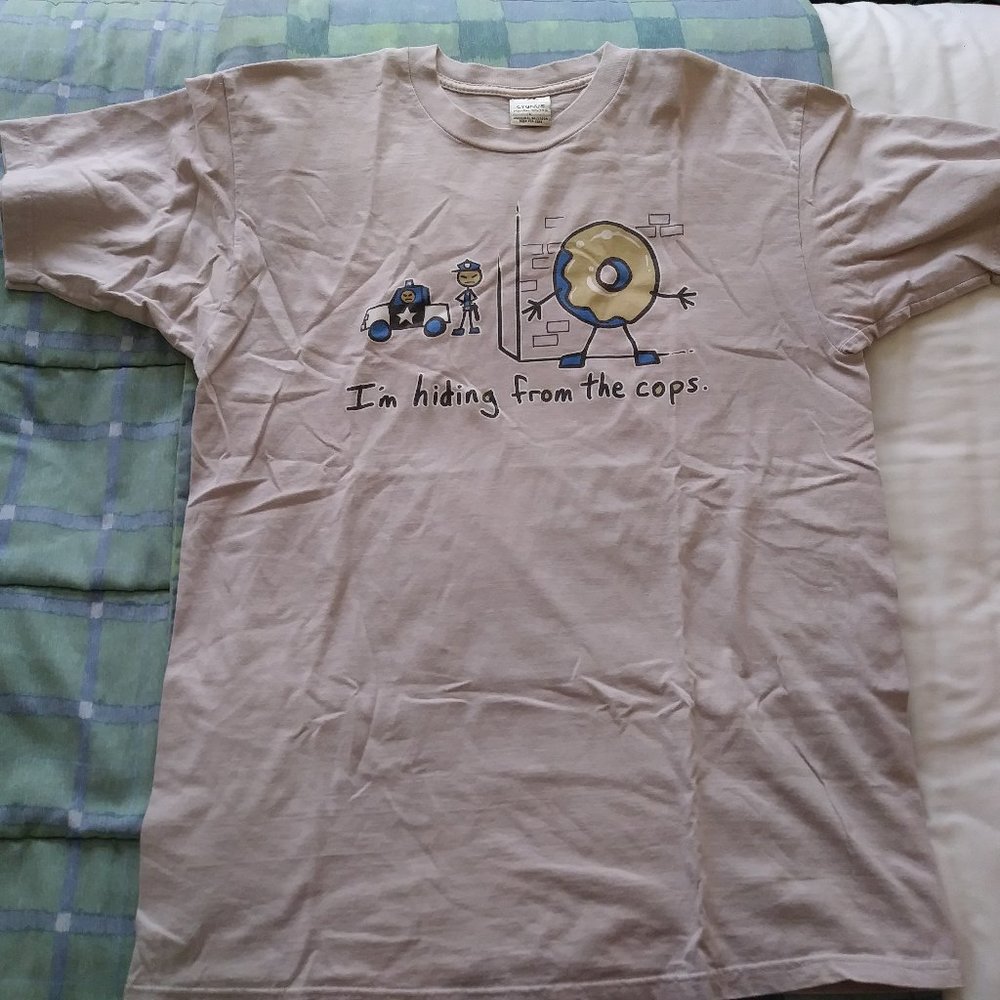 I'm hiding from the cops.